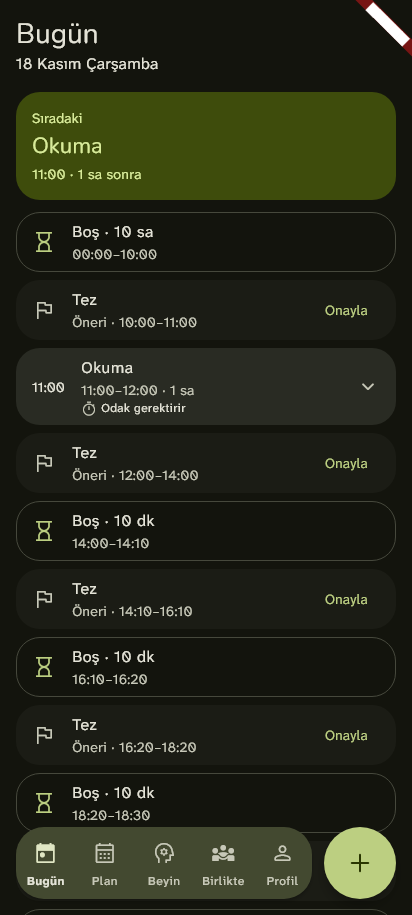 Bugün
18 Kasım Çarşamba
Sıradaki
Okuma
11:00 · 1 sa sonra
Boş · 10 sa
00:00–10:00
Tez
Öneri · 10:00–11:00
Onayla
11:00
Okuma
11:00–12:00 · 1 sa
Odak gerektirir
Tez
Öneri · 12:00–14:00
Onayla
Boş · 10 dk
14:00–14:10
Tez
Öneri · 14:10–16:10
Onayla
Boş · 10 dk
16:10–16:20
Tez
Öneri · 16:20–18:20
Onayla
Boş · 10 dk
18:20–18:30
Bugün
Plan
Beyin
Birlikte
Profil